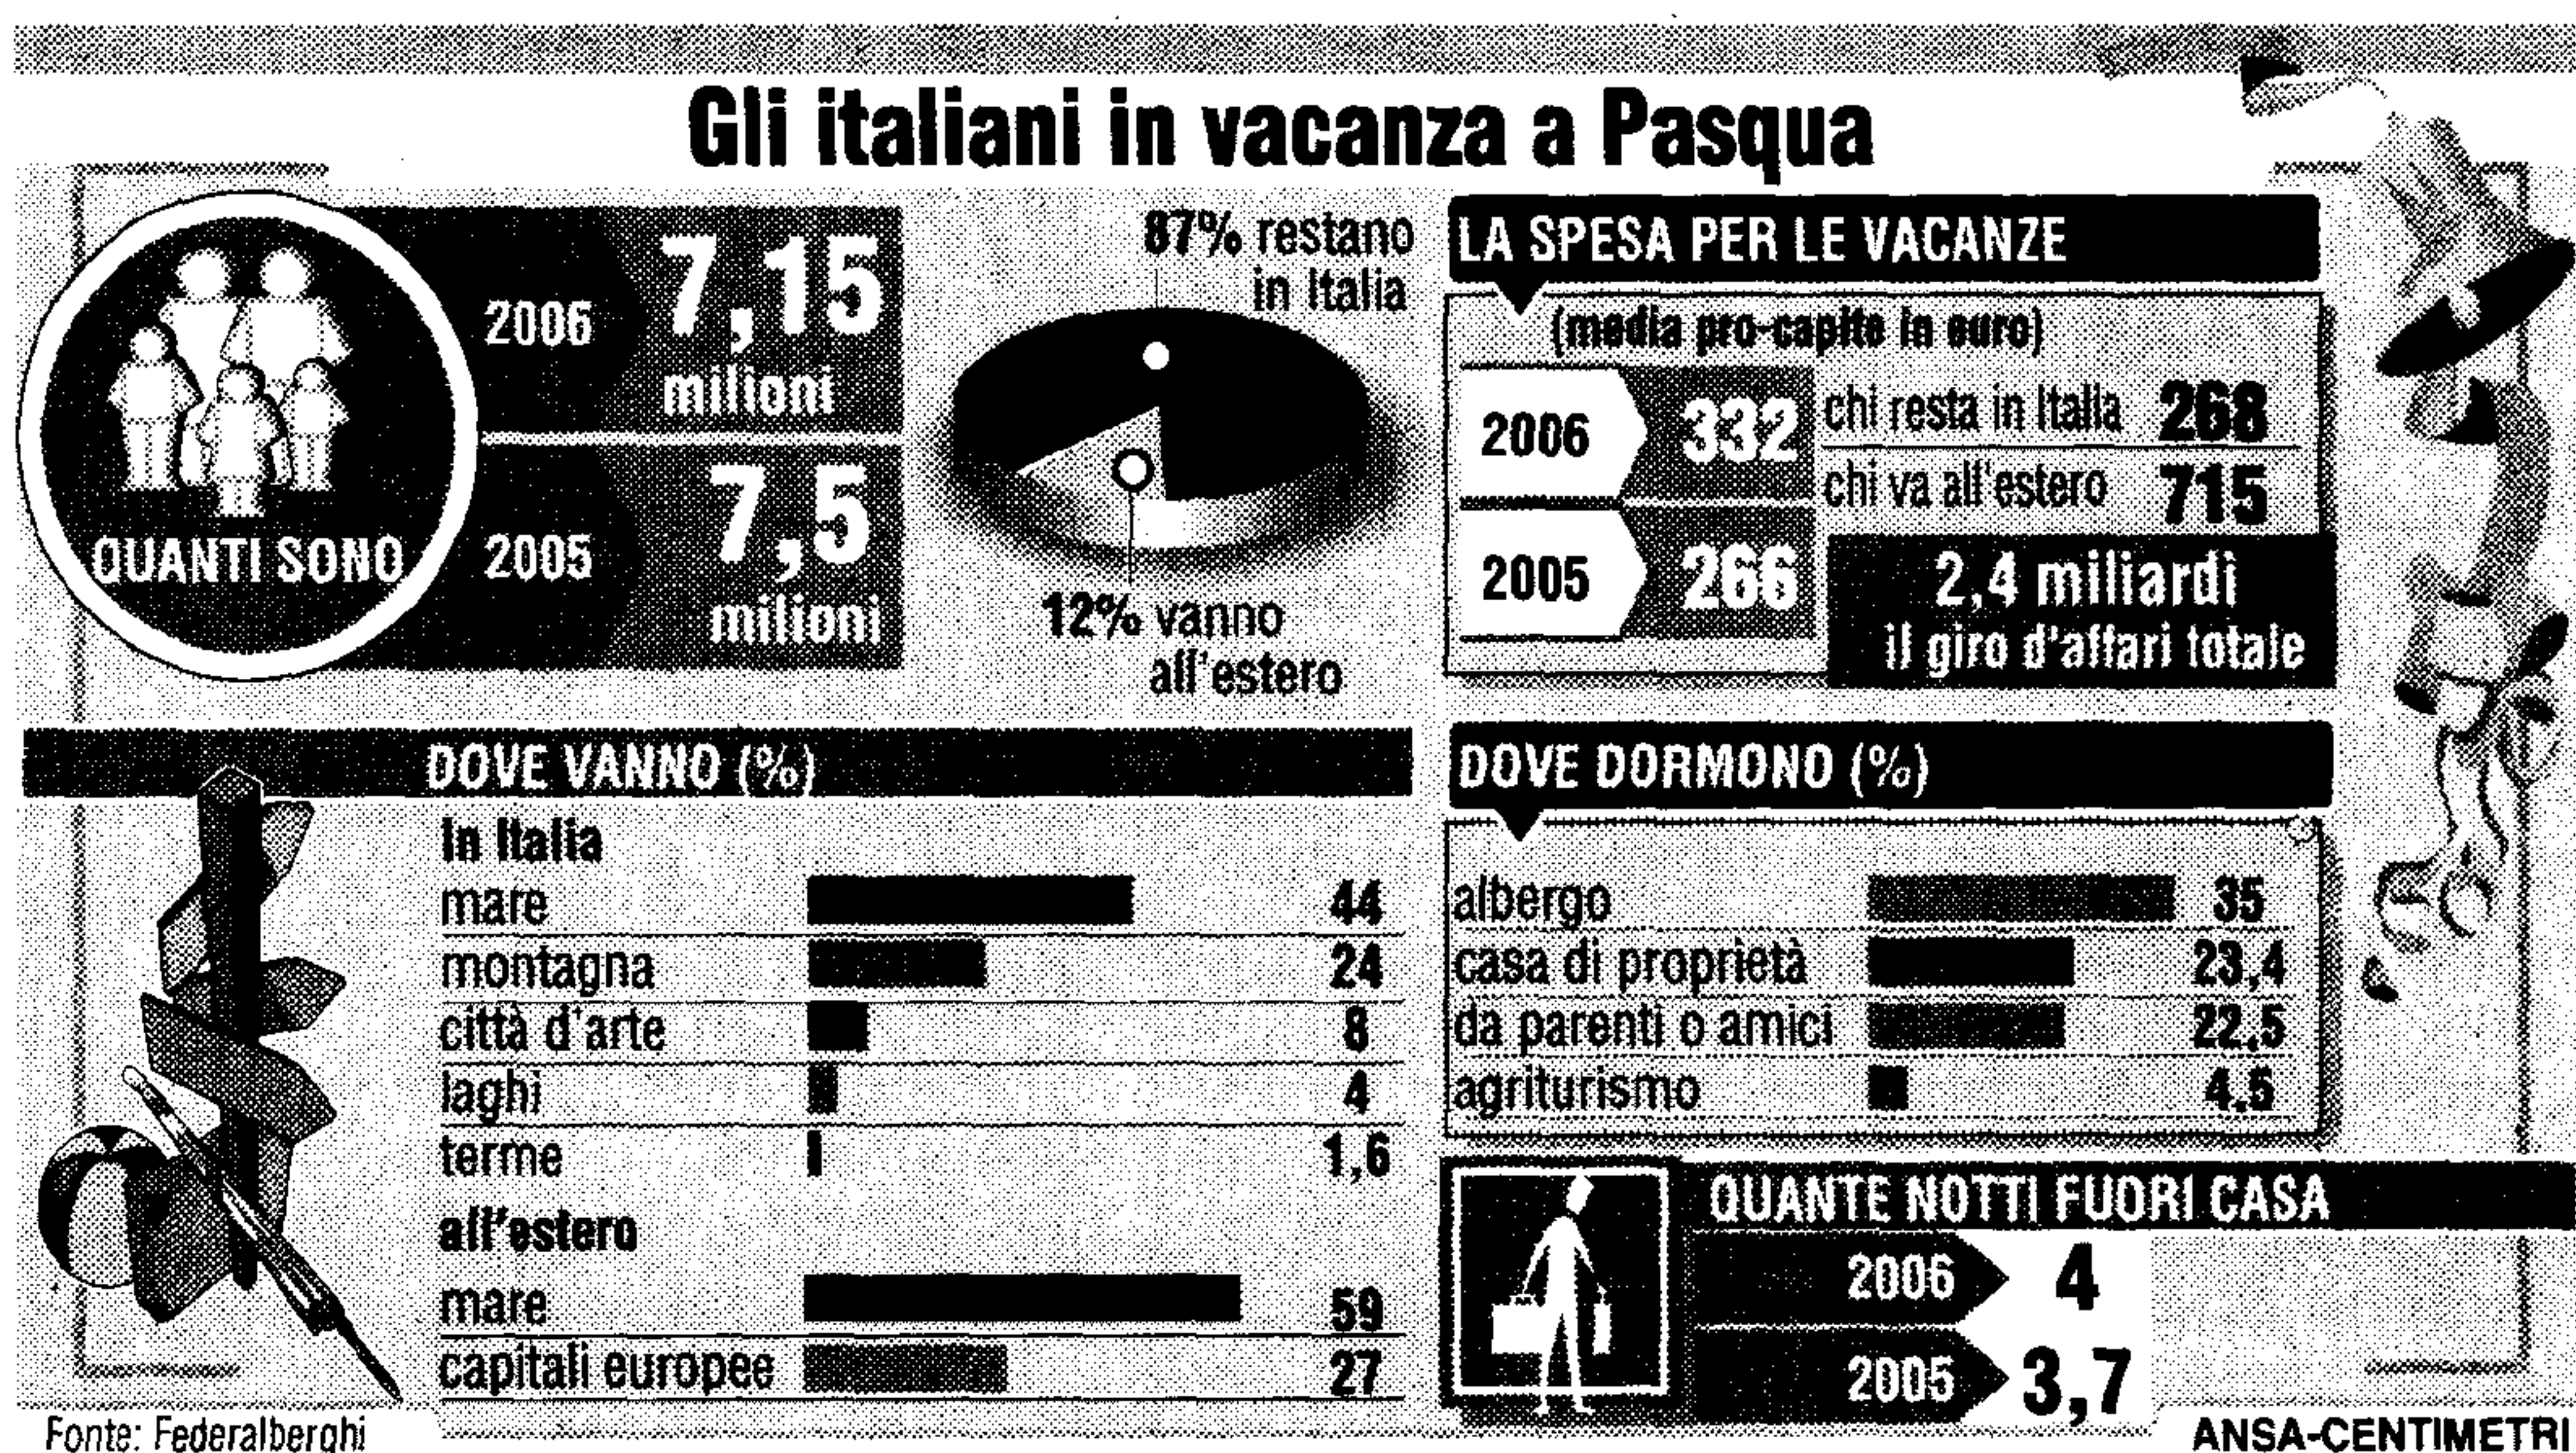 Gli italiani in vacanza a Pasqua
QUANTI SONO
2006
7,15
milioni
2005
7,5
milioni
87% restano
in Italia
12% vanno
all'estero
LA SPESA PER LE VACANZE
(media pro-capite in euro)
2006 332
2005 266
chi resta in Italia 268
chi va all'estero 715
2,4 miliardi
il giro d'affari totale
DOVE VANNO (%)
In Italia
mare 44
montagna 24
città d'arte 8
laghi 4
terme 1,6
all'estero
mare 59
capitali europee 27
DOVE DORMONO (%)
albergo 35
casa di proprietà 23,4
da parenti o amici 22.5
agriturismo 4.5
QUANTE NOTTI FUORI CASA
2006 4
2005 3,7
Fonte: Federalberghi
ANSA-CENTIMETRI